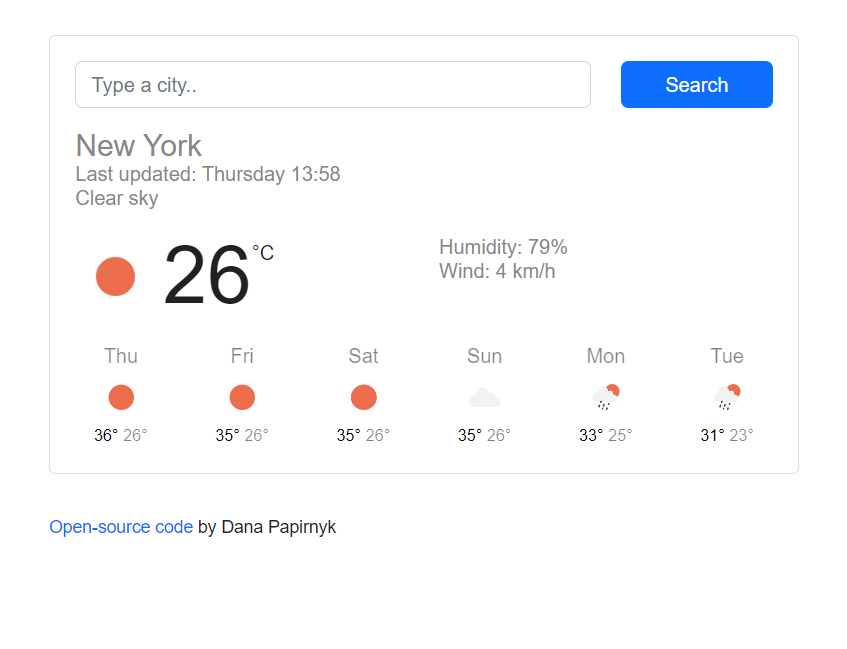 Type a city..
Search
New York
Last updated: Thursday 13:58
Clear sky
26 °C
Humidity: 79%
Wind: 4 km/h
Thu Fri Sat Sun Mon Tue
36° 26° 35° 26° 35° 26° 35° 26° 33° 25° 31° 23°
Open-source code by Dana Papirnyk